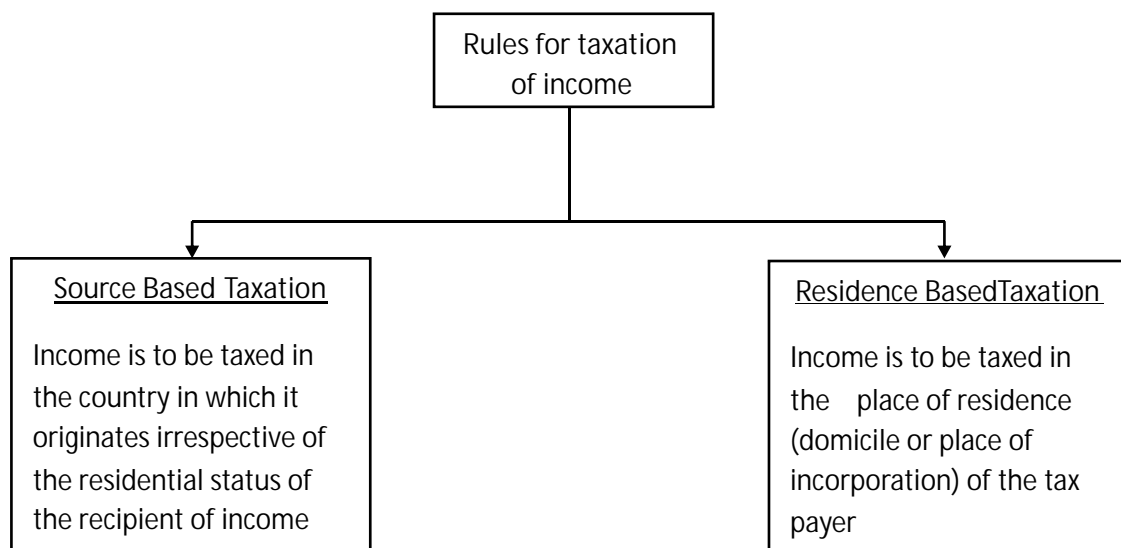 Rules for taxation
of income
Source Based Taxation
Income is to be taxed in
the country in which it
originates irrespective of
the residential status of
the recipient of income
Residence BasedTaxation
Income is to be taxed in
the place of residence
(domicile or place of
incorporation) of the tax
payer